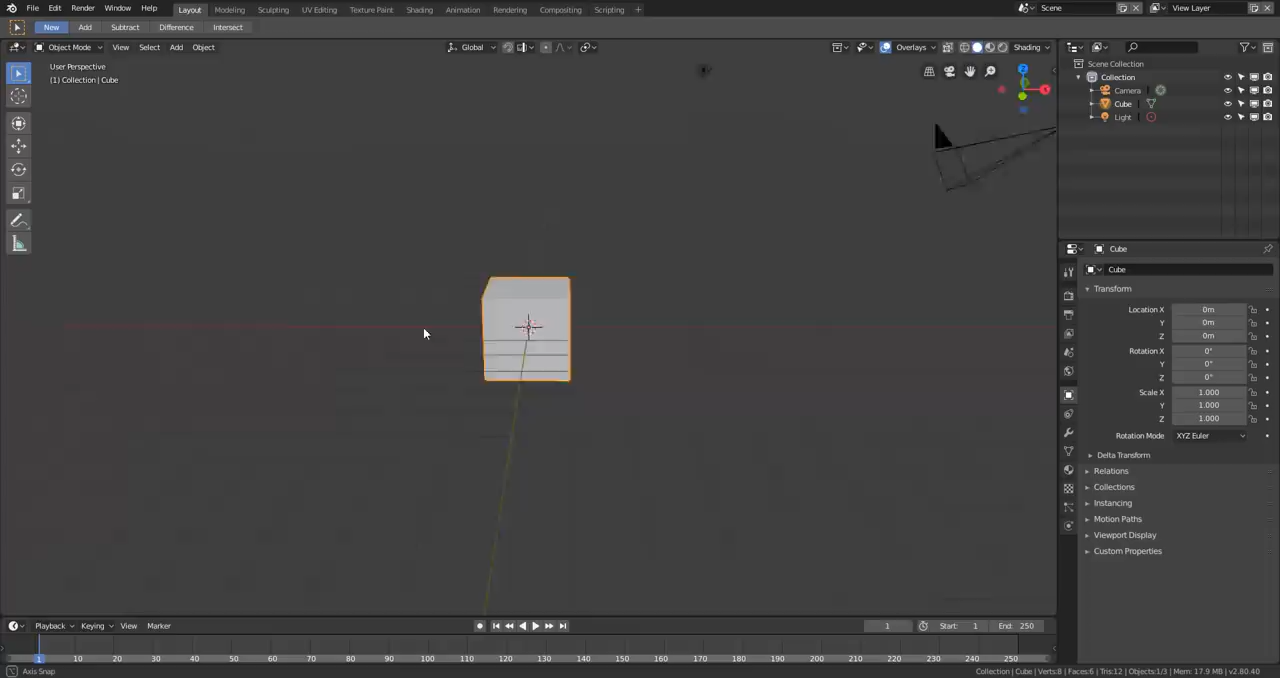 File Edit Render Window Help Layout Modeling Sculpting UV Editing Texture Paint Shading Animation Rendering Compositing Scripting + Scene View Layer
New Add Subtract Difference Intersect
Object Mode View Select Add Object Global Overlays Shading
User Perspective
(1) Collection | Cube
Z
X
Scene Collection
Collection
Camera
Cube
Light
Cube
Cube
Transform
Location X 0m
Y 0m
Z 0m
Rotation X 0°
Y 0°
Z 0°
Scale X 1.000
Y 1.000
Z 1.000
Rotation Mode XYZ Euler
Delta Transform
Relations
Collections
Instancing
Motion Paths
Viewport Display
Custom Properties
Playback Keying View Marker 1 Start: 1 End: 250
1 10 20 30 40 50 60 70 80 90 100 110 120 130 140 150 160 170 180 190 200 210 220 230 240 250
Axis Snap Collection | Cube | Verts:8 | Faces:6 | Tris:12 | Objects:1/3 | Mem: 17.9 MB | v2.80.40